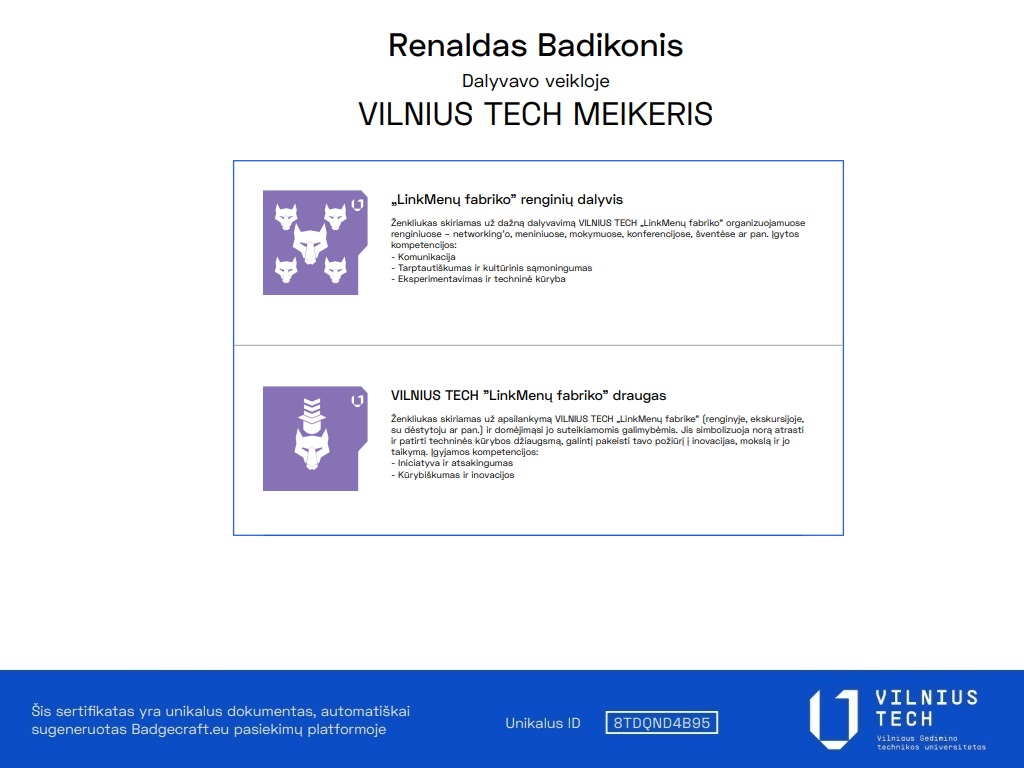 Renaldas Badikonis
Dalyvavo veikloje
VILNIUS TECH MEIKERIS
„LinkMenų fabriko” renginių dalyvis
Ženkliukas skiriamas už dažną dalyvavimą VILNIUS TECH „LinkMenų fabriko” organizuojamuose
renginiuose – networking'o, meniniuose, mokymuose, konferencijose, šventėse ar pan. Įgytos
kompetencijos:
- Komunikacija
- Tarptautiškumas ir kultūrinis sąmoningumas
- Eksperimentavimas ir techninė kūryba
VILNIUS TECH ”LinkMenų fabriko” draugas
Ženkliukas skiriamas už apsilankymą VILNIUS TECH „LinkMenų fabrike” (renginyje, ekskursijoje,
su dėstytoju ar pan.) ir domėjimąsi jo suteikiamomis galimybėmis. Jis simbolizuoja norą atrasti
ir patirti techninės kūrybos džiaugsmą, galintį pakeisti tavo požiūrį į inovacijas, mokslą ir jo
taikymą. Įgyjamos kompetencijos:
- Iniciatyva ir atsakingumas
- Kūrybiškumas ir inovacijos
Šis sertifikatas yra unikalus dokumentas, automatiškai
sugeneruotas Badgecraft.eu pasiekimų platformoje
Unikalus ID 8TDQND4B95
VILNIUS
TECH
Vilniaus Gedimino
technikos universitetas